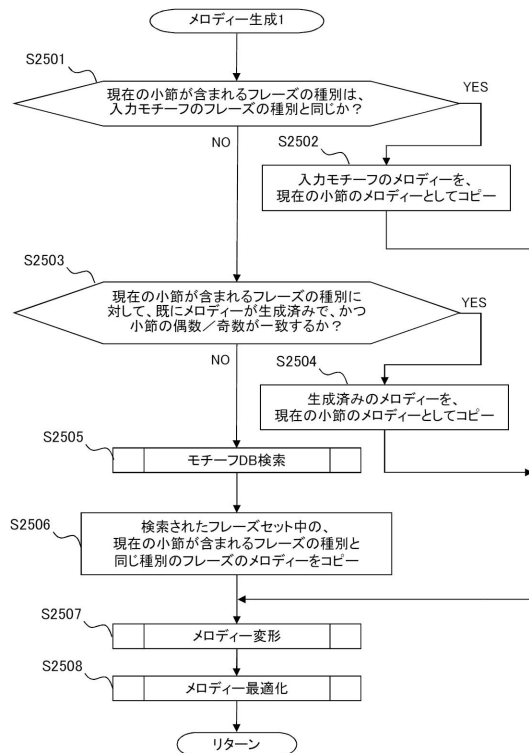 メロディー生成1
S2501
現在の小節が含まれるフレーズの種別は、
入力モチーフのフレーズの種別と同じか？
YES
NO
S2502
入力モチーフのメロディーを、
現在の小節のメロディーとしてコピー
S2503
現在の小節が含まれるフレーズの種別に
対して、既にメロディーが生成済みで、かつ
小節の偶数／奇数が一致するか？
YES
NO
S2504
生成済みのメロディーを、
現在の小節のメロディーとしてコピー
S2505
モチーフDB検索
S2506
検索されたフレーズセット中の、
現在の小節が含まれるフレーズの種別と
同じ種別のフレーズのメロディーをコピー
S2507
メロディー変形
S2508
メロディー最適化
リターン